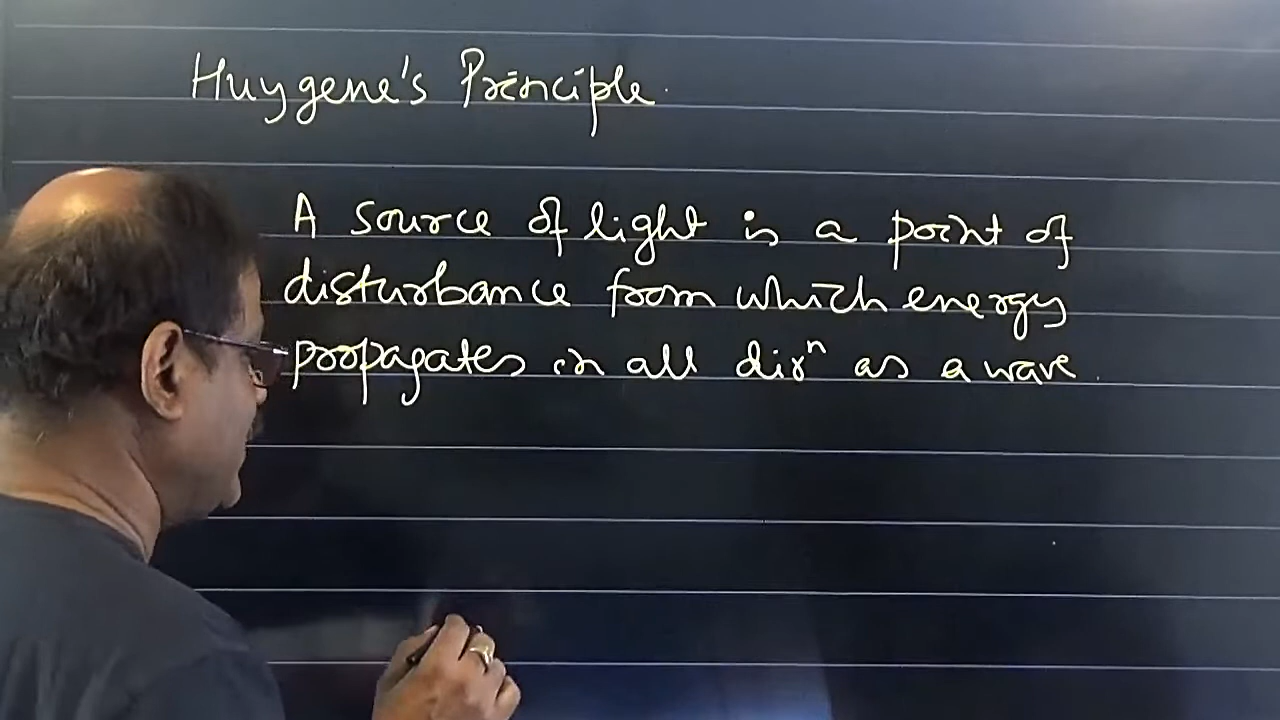 Huygene's Principle.
A source of light is a point of
disturbance from which energy
propagates in all dirⁿ as a wave.